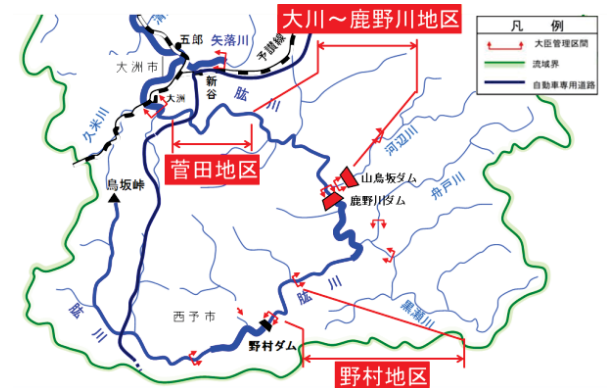 大川～鹿野川地区
凡 例
大臣管理区間
流域界
自動車専用道路
五郎
矢落川
予讃線
大洲市
新谷
大洲
肱川
久米川
菅田地区
河辺川
山鳥坂ダム
鹿野川ダム
鳥坂峠
舟戸川
肱川
肱川
黒瀬川
西予市
野村ダム
野村地区